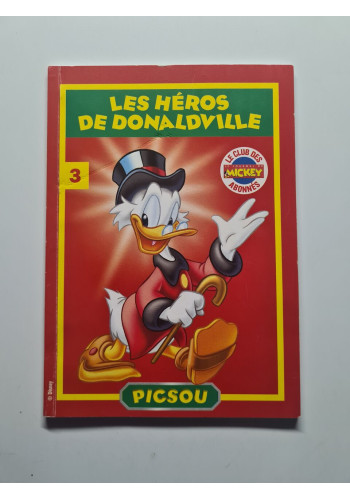 LES HÉROS
DE DONALDVILLE
LE CLUB DES
MICKEY
ABONNÉS
3
PICSOU
© Disney